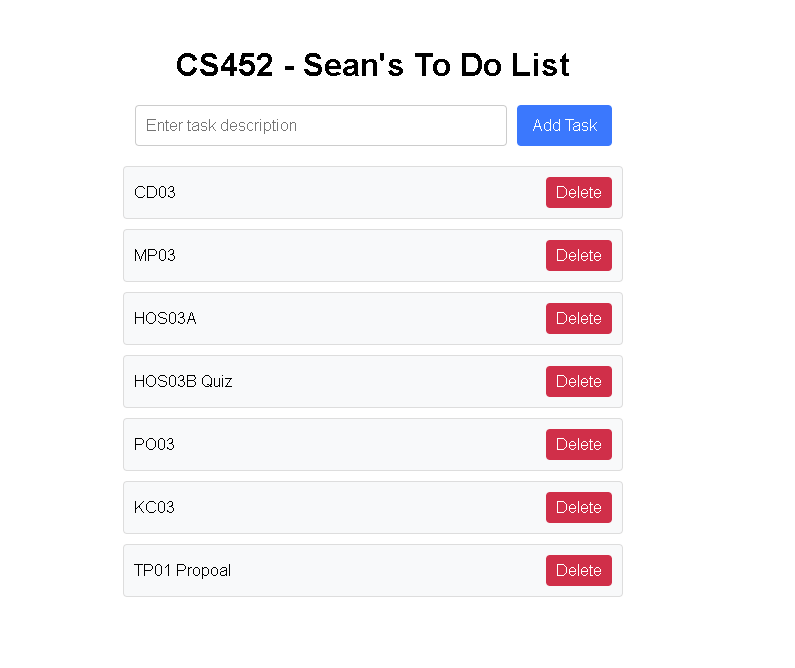 CS452 - Sean's To Do List
Enter task description Add Task
CD03 Delete
MP03 Delete
HOS03A Delete
HOS03B Quiz Delete
PO03 Delete
KC03 Delete
TP01 Propoal Delete